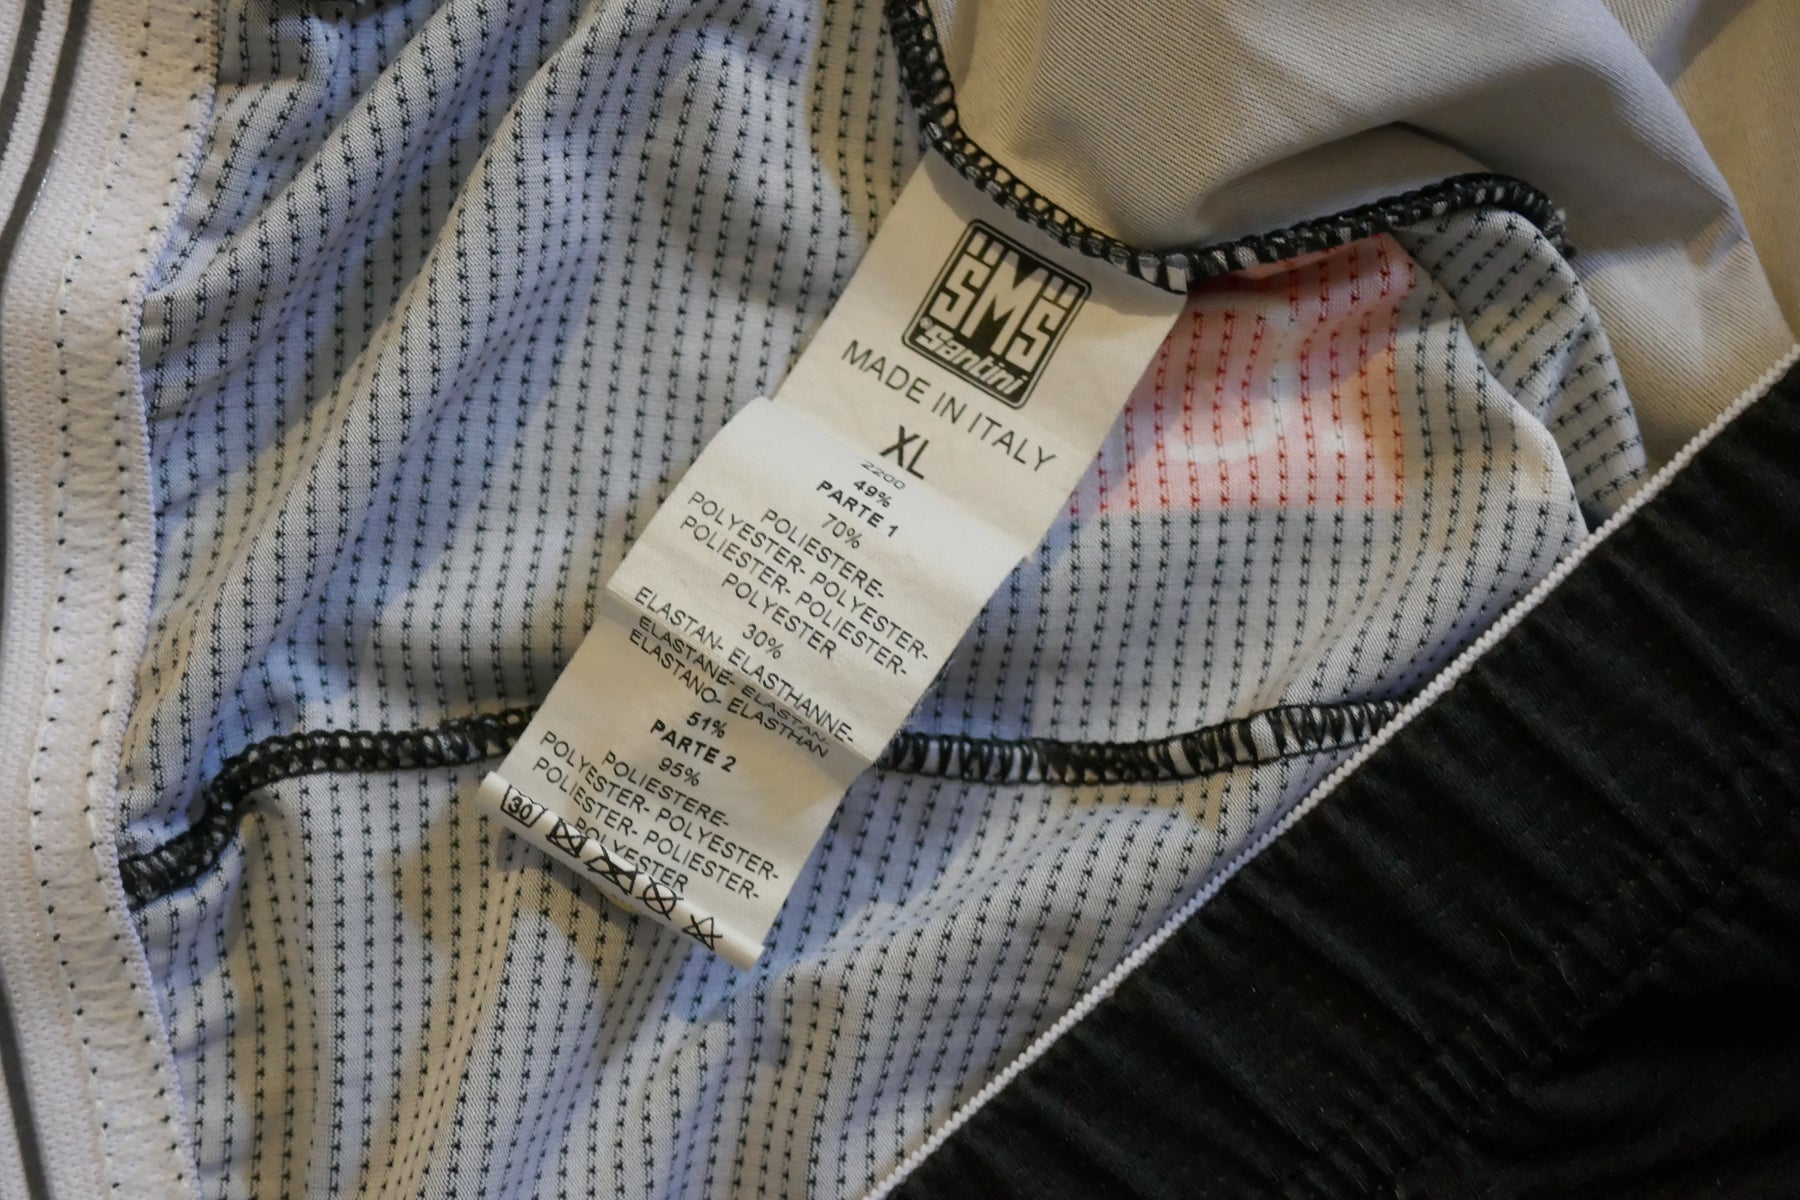 SMS
Santini
MADE IN ITALY
XL
2200
49%
PARTE 1
70%
POLIESTERE-
POLYESTER- POLYESTER-
POLIESTER- POLIESTER-
POLYESTER
30%
ELASTAN- ELASTHANNE-
ELASTANE- ELASTAN-
ELASTANO- ELASTHAN
51%
PARTE 2
95%
POLIESTERE-
POLYESTER- POLYESTER-
POLIESTER- POLIESTER-
POLYESTER
30